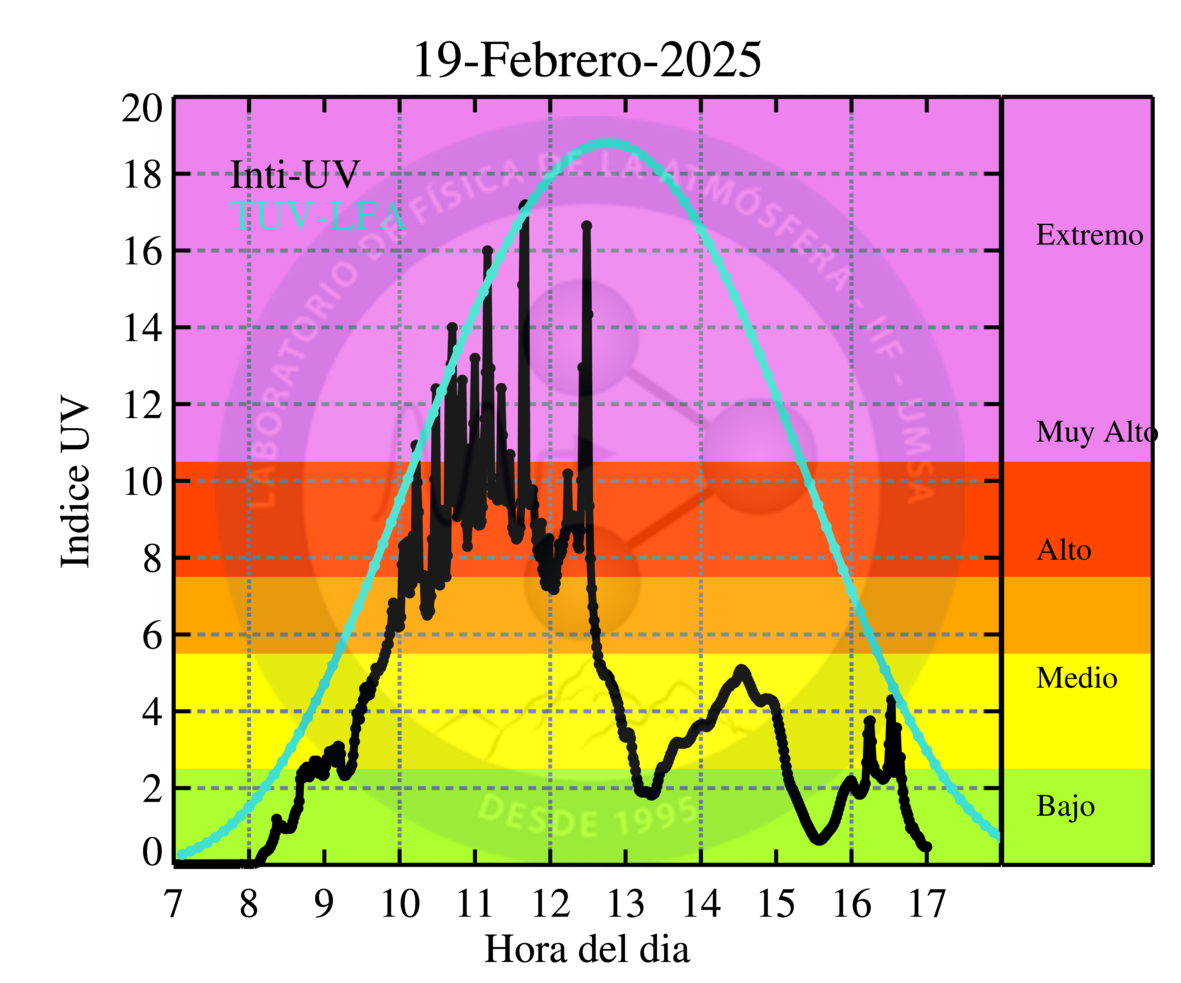 19-Febrero-2025
Indice UV
20
18
16
14
12
10
8
6
4
2
0
Inti-UV
TUV-LFA
LABORATORIO DE FÍSICA DE LA ATMÓSFERA - IIF - UMSA
DESDE 1995
Extremo
Muy Alto
Alto
Medio
Bajo
7 8 9 10 11 12 13 14 15 16 17
Hora del dia